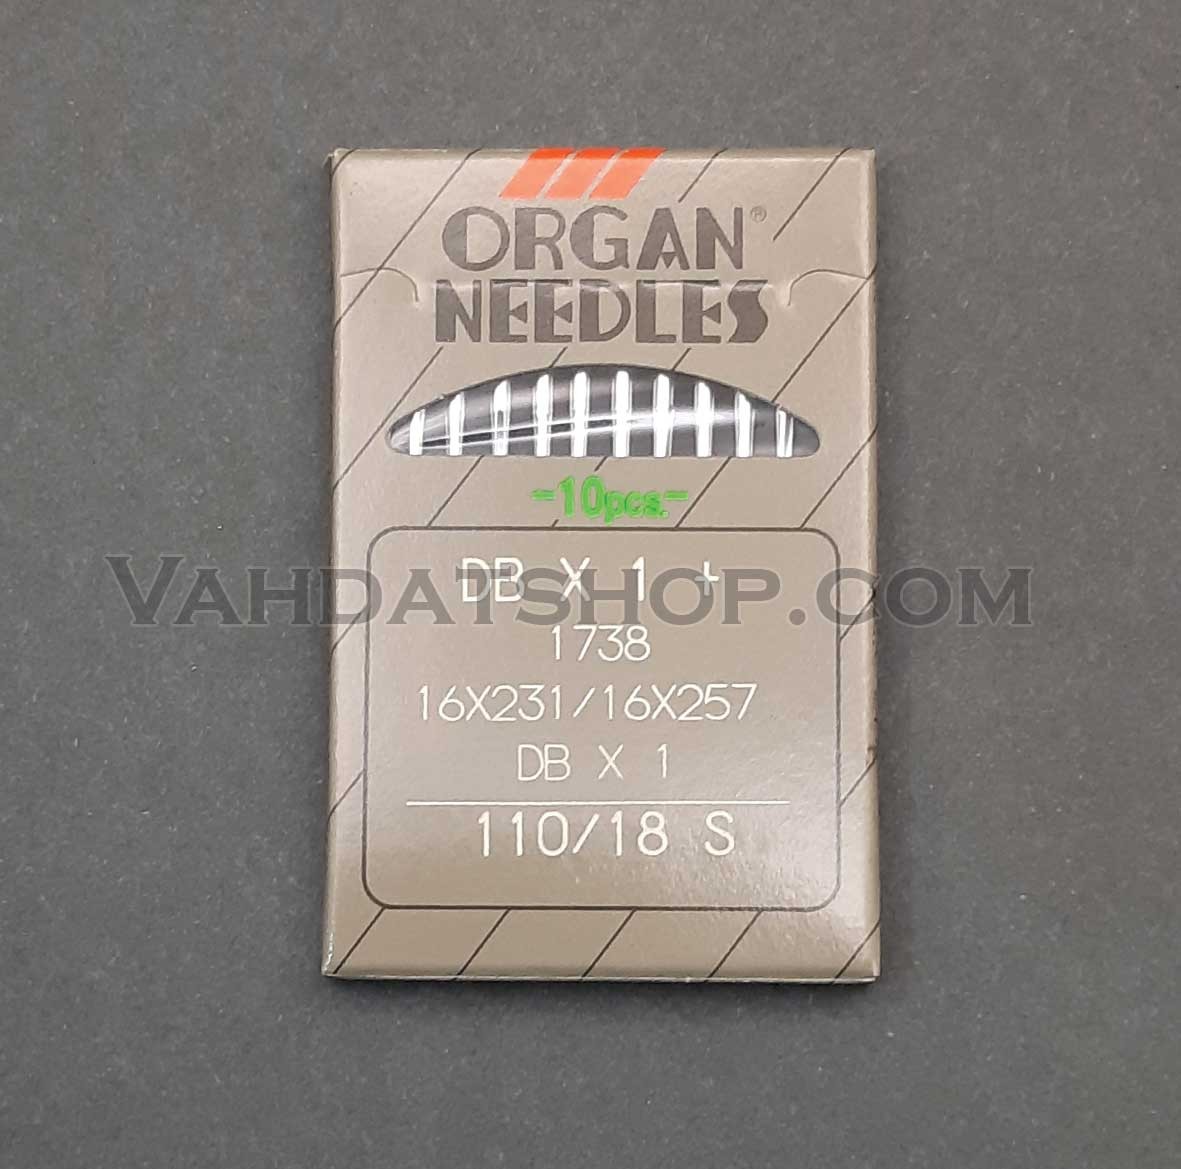 ORGAN®
NEEDLES
-10pcs.-
DB X 1 +
VAHDATSHOP.COM
1738
16X231/16X257
DB X 1
110/18 S